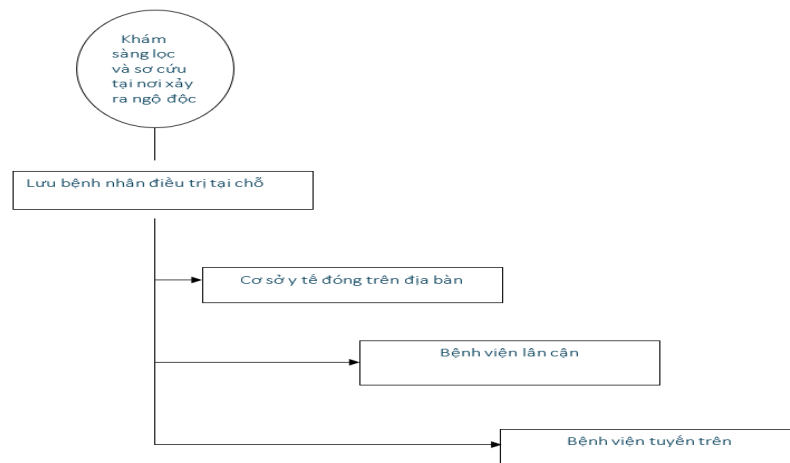 Khám
sàng lọc
và sơ cứu
tại nơi xảy
ra ngộ độc
Lưu bệnh nhân điều trị tại chỗ
Cơ sở y tế đóng trên địa bàn
Bệnh viện lân cận
Bệnh viện tuyến trên